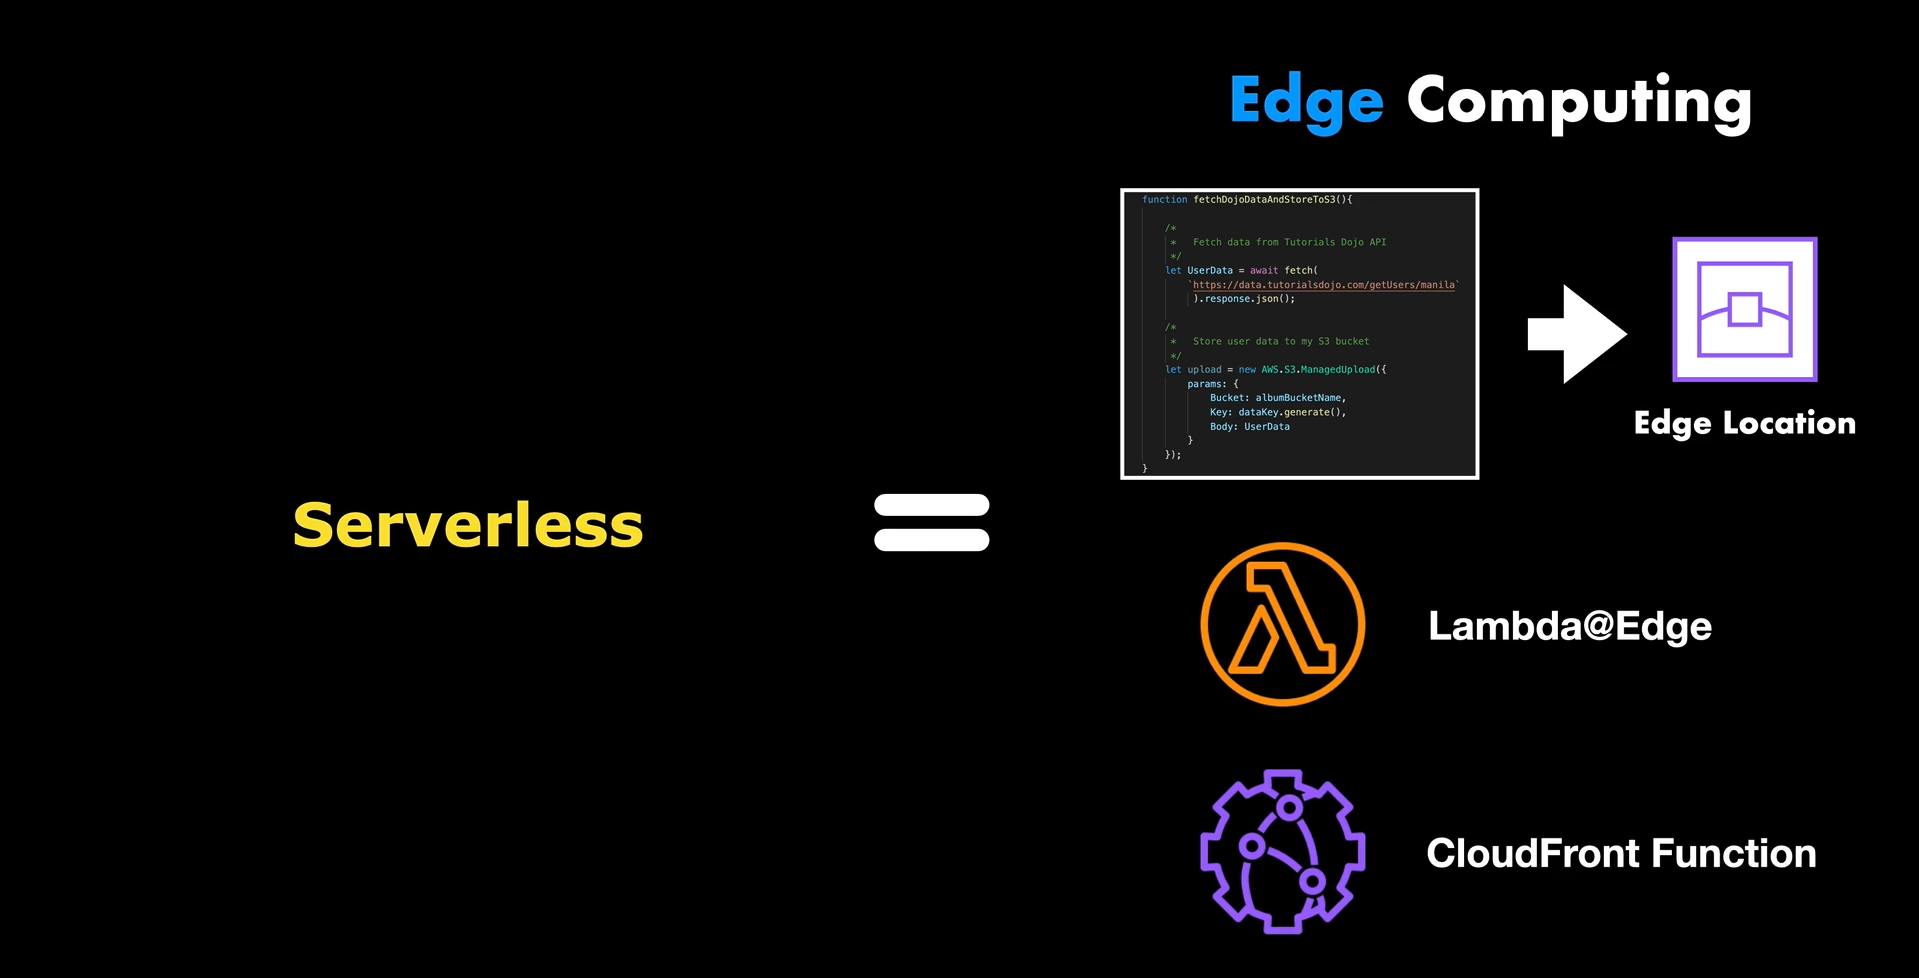 Edge Computing
function fetchDojoDataAndStoreToS3(){
/*
* Fetch data from Tutorials Dojo API
*/
let UserData = await fetch(
`https://data.tutorialsdojo.com/getUsers/manila`
).response.json();
/*
* Store user data to my S3 bucket
*/
let upload = new AWS.S3.ManagedUpload({
params: {
Bucket: albumBucketName,
Key: dataKey.generate(),
Body: UserData
}
});
}
Edge Location
Serverless
=
Lambda@Edge
CloudFront Function